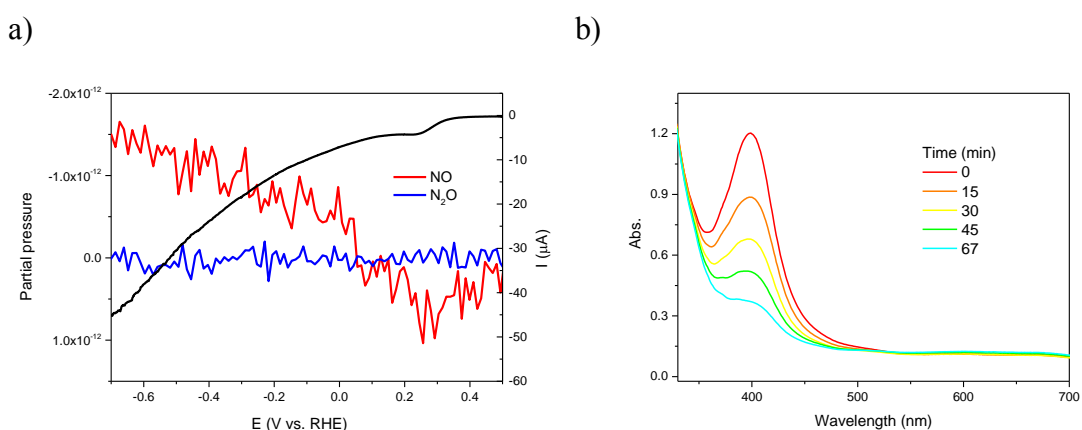 a)
b)
-2.0x10⁻¹²
-1.0x10⁻¹²
0.0
1.0x10⁻¹²
Partial pressure
NO
N₂O
0
-10
-20
-30
-40
-50
-60
I (µA)
-0.6 -0.4 -0.2 0.0 0.2 0.4
E (V vs. RHE)
1.2
0.9
0.6
0.3
0.0
Abs.
Time (min)
0
15
30
45
67
400 500 600 700
Wavelength (nm)